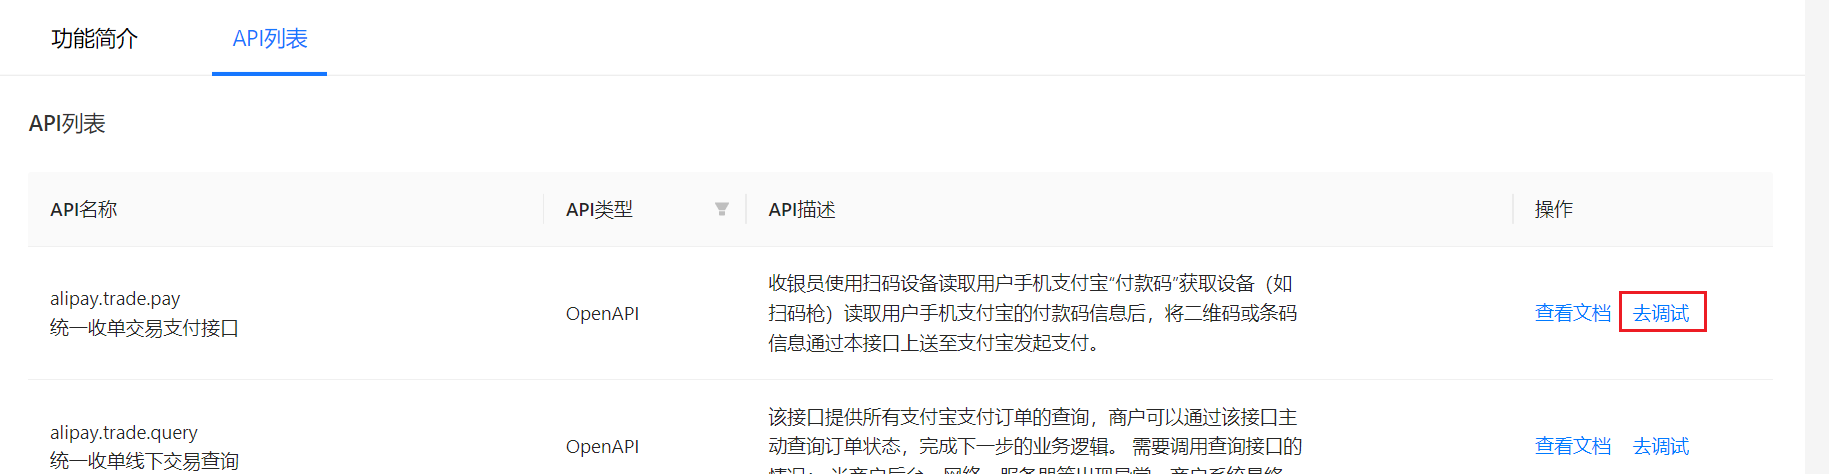 功能简介 API列表
API列表
API名称 API类型 API描述 操作
alipay.trade.pay
统一收单交易支付接口
OpenAPI
收银员使用扫码设备读取用户手机支付宝“付款码”获取设备（如
扫码枪）读取用户手机支付宝的付款码信息后，将二维码或条码
信息通过本接口上送至支付宝发起支付。
查看文档 去调试
alipay.trade.query
统一收单线下交易查询
OpenAPI
该接口提供所有支付宝支付订单的查询，商户可以通过该接口主
动查询订单状态，完成下一步的业务逻辑。 需要调用查询接口的
查看文档 去调试